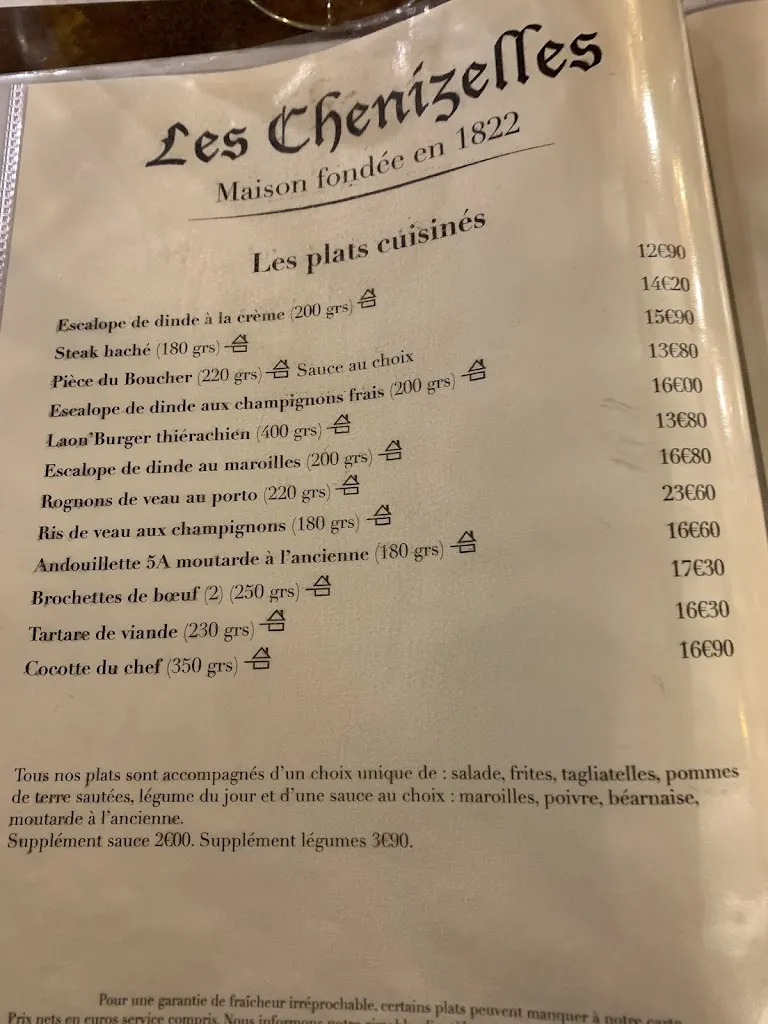 Les Chenizelles
Maison fondée en 1822
Les plats cuisinés
Escalope de dinde à la crème (200 grs) 12€90
Steak haché (180 grs) 14€20
Pièce du Boucher (220 grs) Sauce au choix 15€90
Escalope de dinde aux champignons frais (200 grs) 13€80
Laon'Burger thiérachien (400 grs) 16€00
Escalope de dinde au maroilles (200 grs) 13€80
Rognons de veau au porto (220 grs) 16€80
Ris de veau aux champignons (180 grs) 23€60
Andouillette 5A moutarde à l'ancienne (180 grs) 16€60
Brochettes de bœuf (2) (250 grs) 17€30
Tartare de viande (230 grs) 16€30
Cocotte du chef (350 grs) 16€90
Tous nos plats sont accompagnés d'un choix unique de : salade, frites, tagliatelles, pommes
de terre sautées, légume du jour et d'une sauce au choix : maroilles, poivre, béarnaise,
moutarde à l'ancienne.
Supplément sauce 2€00. Supplément légumes 3€90.
Pour une garantie de fraîcheur irréprochable, certains plats peuvent manquer à notre carte
Prix nets en euros service compris. Nous informons notre